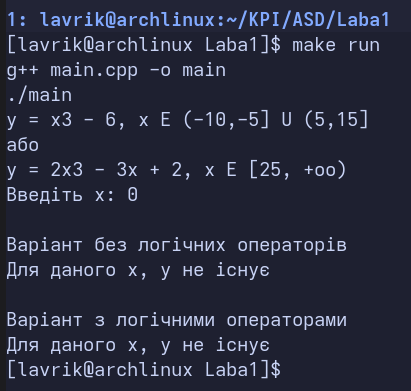 1: lavrik@archlinux:~/KPI/ASD/Laba1
[lavrik@archlinux Laba1]$ make run
g++ main.cpp -o main
./main
y = x3 - 6, x E (-10,-5] U (5,15]
або
y = 2x3 - 3x + 2, x E [25, +oo)
Введіть x: 0
Варіант без логічних операторів
Для даного x, y не існує
Варіант з логічними операторами
Для даного x, y не існує
[lavrik@archlinux Laba1]$